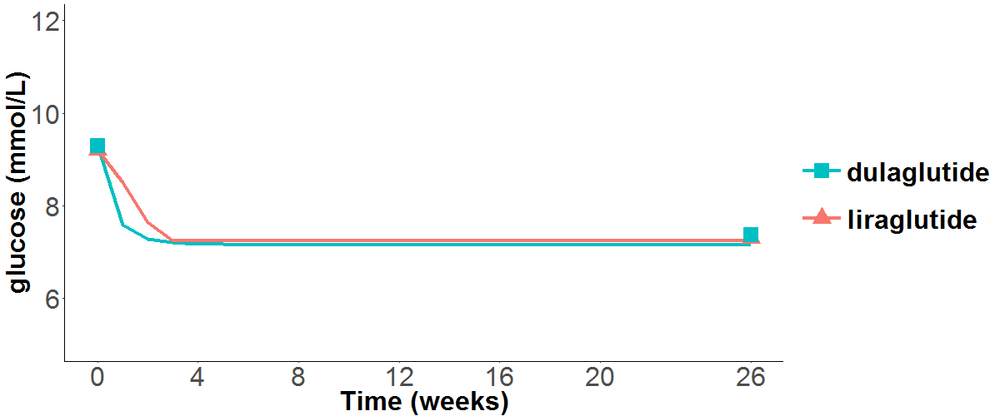 glucose (mmol/L)
12
10
8
6
0 4 8 12 16 20 26
Time (weeks)
dulaglutide
liraglutide